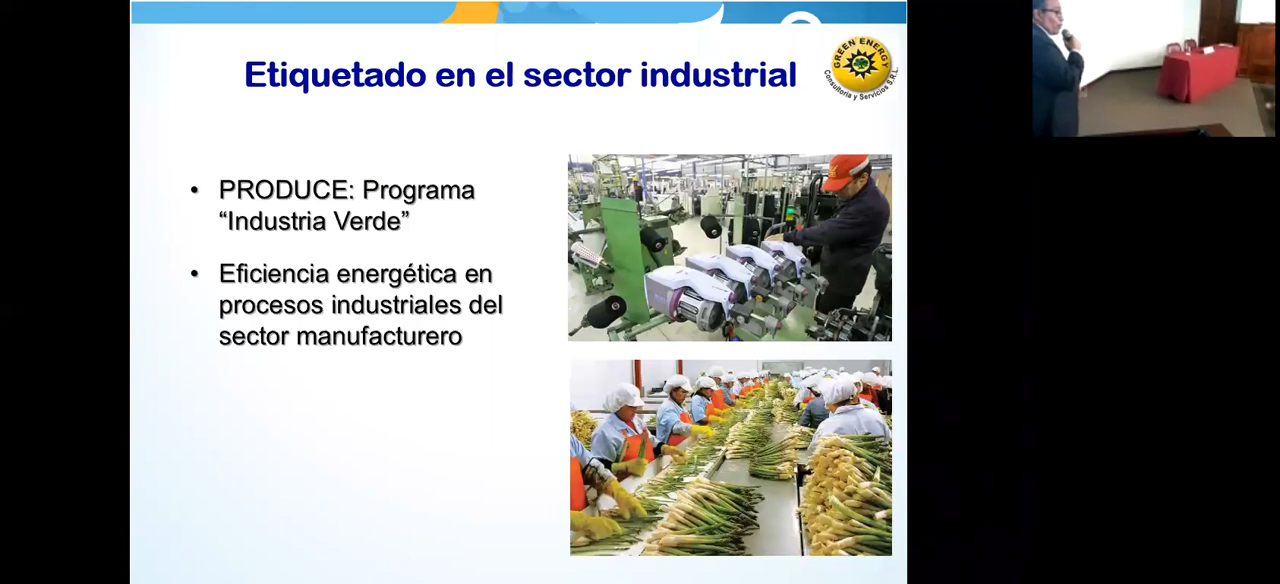 Etiquetado en el sector industrial
GREEN ENERGY
Consultoría y Servicios S.R.L.
• PRODUCE: Programa
“Industria Verde”
• Eficiencia energética en
procesos industriales del
sector manufacturero